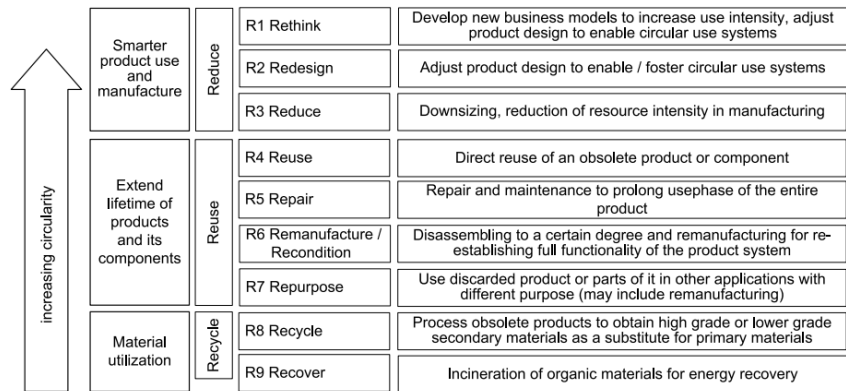 increasing circularity
Smarter
product use
and
manufacture
Reduce
R1 Rethink
Develop new business models to increase use intensity, adjust
product design to enable circular use systems
R2 Redesign
Adjust product design to enable / foster circular use systems
R3 Reduce
Downsizing, reduction of resource intensity in manufacturing
Extend
lifetime of
products
and its
components
Reuse
R4 Reuse
Direct reuse of an obsolete product or component
R5 Repair
Repair and maintenance to prolong usephase of the entire
product
R6 Remanufacture /
Recondition
Disassembling to a certain degree and remanufacturing for re-
establishing full functionality of the product system
R7 Repurpose
Use discarded product or parts of it in other applications with
different purpose (may include remanufacturing)
Material
utilization
Recycle
R8 Recycle
Process obsolete products to obtain high grade or lower grade
secondary materials as a substitute for primary materials
R9 Recover
Incineration of organic materials for energy recovery